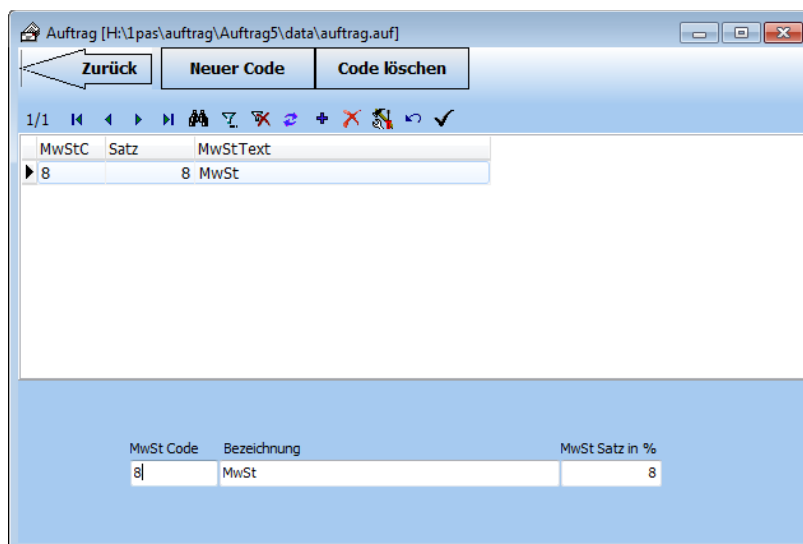 Auftrag [H:\1pas\auftrag\Auftrag5\data\auftrag.auf]
Zurück Neuer Code Code löschen
1/1
MwStC Satz MwStText
8 8 MwSt
MwSt Code Bezeichnung MwSt Satz in %
8 MwSt 8